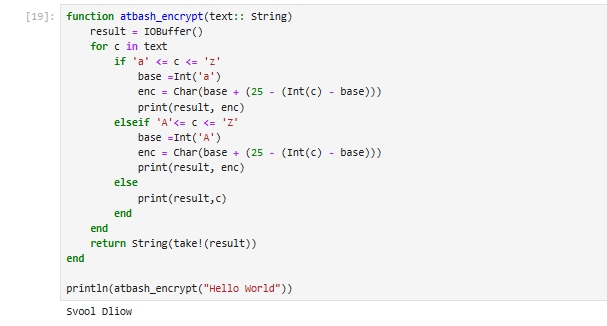 [19]: function atbash_encrypt(text:: String)
    result = IOBuffer()
    for c in text
        if 'a' <= c <= 'z'
            base =Int('a')
            enc = Char(base + (25 - (Int(c) - base)))
            print(result, enc)
        elseif 'A'<= c <= 'Z'
            base =Int('A')
            enc = Char(base + (25 - (Int(c) - base)))
            print(result, enc)
        else
            print(result,c)
        end
    end
    return String(take!(result))
end

println(atbash_encrypt("Hello World"))
Svool Dliow